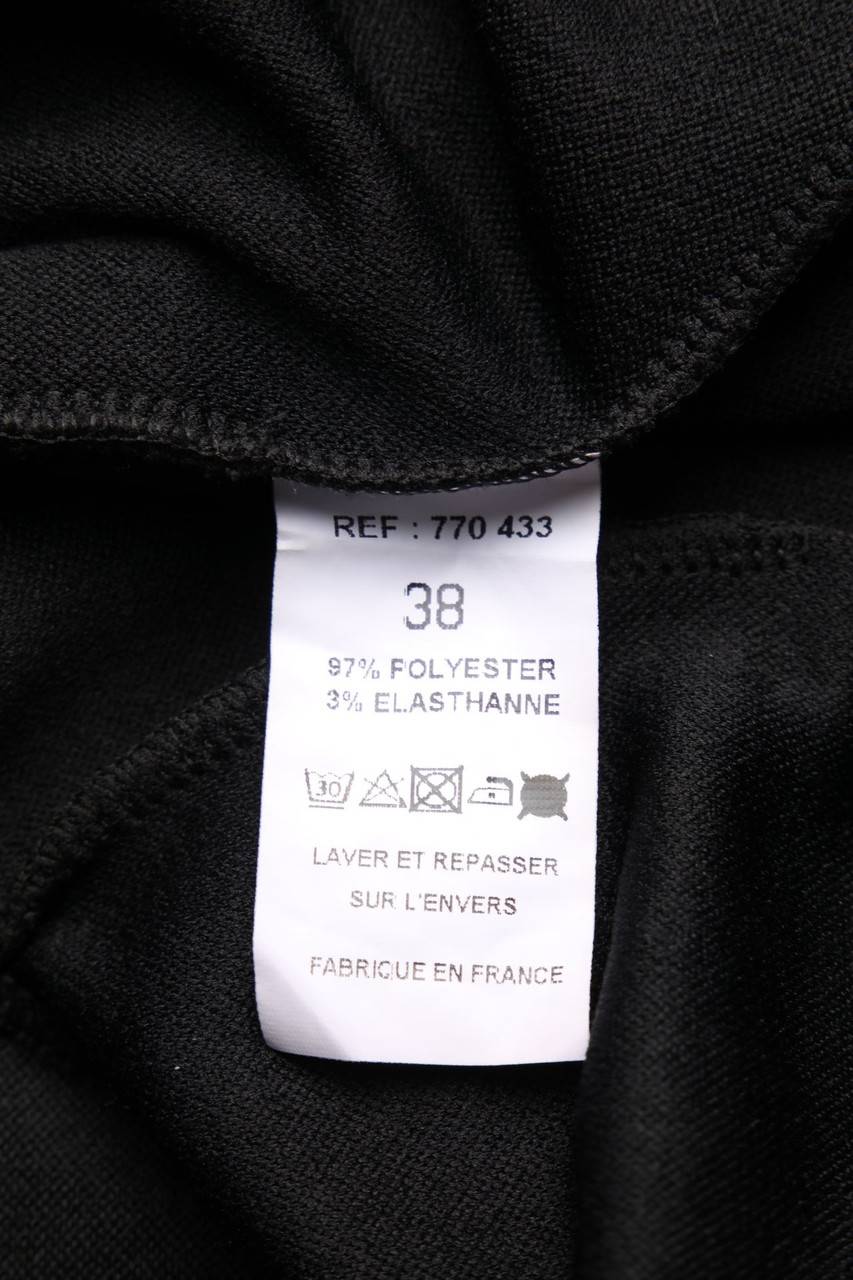 REF : 770 433
38
97% POLYESTER
3% ELASTHANNE
30
LAVER ET REPASSER
SUR L'ENVERS
FABRIQUE EN FRANCE